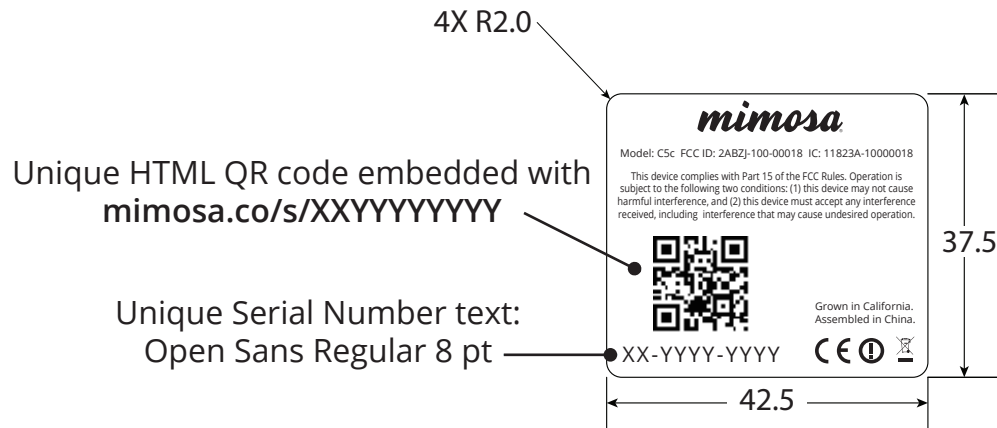 4X R2.0
mimosa
Model: C5c FCC ID: 2ABZJ-100-00018 IC: 11823A-10000018
This device complies with Part 15 of the FCC Rules. Operation is
subject to the following two conditions: (1) this device may not cause
harmful interference, and (2) this device must accept any interference
received, including interference that may cause undesired operation.
Unique HTML QR code embedded with
mimosa.co/s/XXYYYYYYYY
37.5
Grown in California.
Assembled in China.
Unique Serial Number text:
Open Sans Regular 8 pt
XX-YYYY-YYYY
CE
42.5